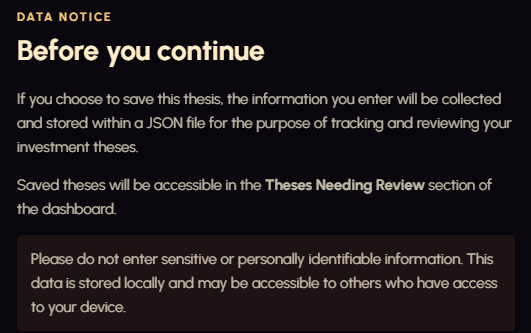 DATA NOTICE
Before you continue
If you choose to save this thesis, the information you enter will be collected
and stored within a JSON file for the purpose of tracking and reviewing your
investment theses.
Saved theses will be accessible in the Theses Needing Review section of
the dashboard.
Please do not enter sensitive or personally identifiable information. This
data is stored locally and may be accessible to others who have access
to your device.